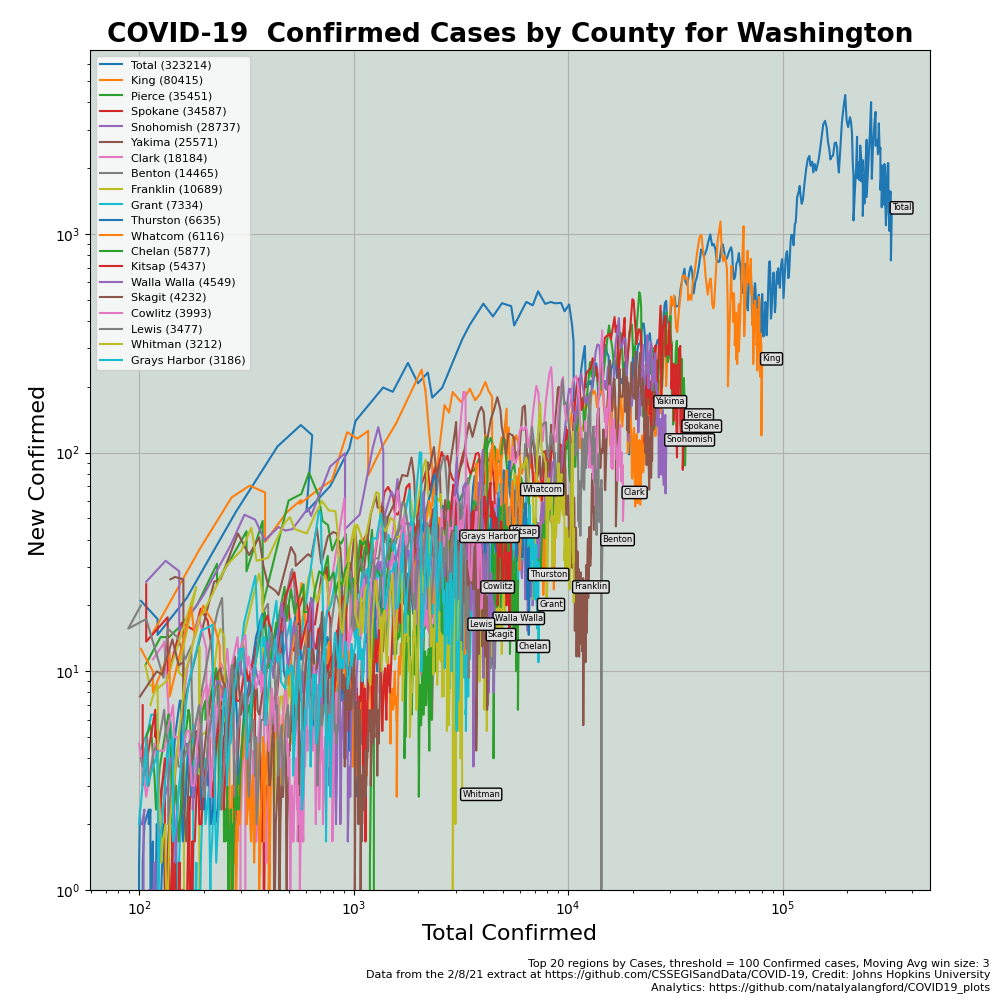 COVID-19  Confirmed Cases by County for Washington
Total (323214)
King (80415)
Pierce (35451)
Spokane (34587)
Snohomish (28737)
Yakima (25571)
Clark (18184)
Benton (14465)
Franklin (10689)
Grant (7334)
Thurston (6635)
Whatcom (6116)
Chelan (5877)
Kitsap (5437)
Walla Walla (4549)
Skagit (4232)
Cowlitz (3993)
Lewis (3477)
Whitman (3212)
Grays Harbor (3186)
Total
King
Yakima
Pierce
Spokane
Snohomish
Whatcom
Clark
Grays Harbor
Benton
Thurston
Cowlitz
Franklin
Grant
Walla Walla
Lewis
Skagit
Chelan
Whitman
New Confirmed
10³
10²
10¹
10⁰
10²
10³
10⁴
10⁵
Total Confirmed
Top 20 regions by Cases, threshold = 100 Confirmed cases, Moving Avg win size: 3
Data from the 2/8/21 extract at https://github.com/CSSEGISandData/COVID-19, Credit: Johns Hopkins University
Analytics: https://github.com/natalyalangford/COVID19_plots